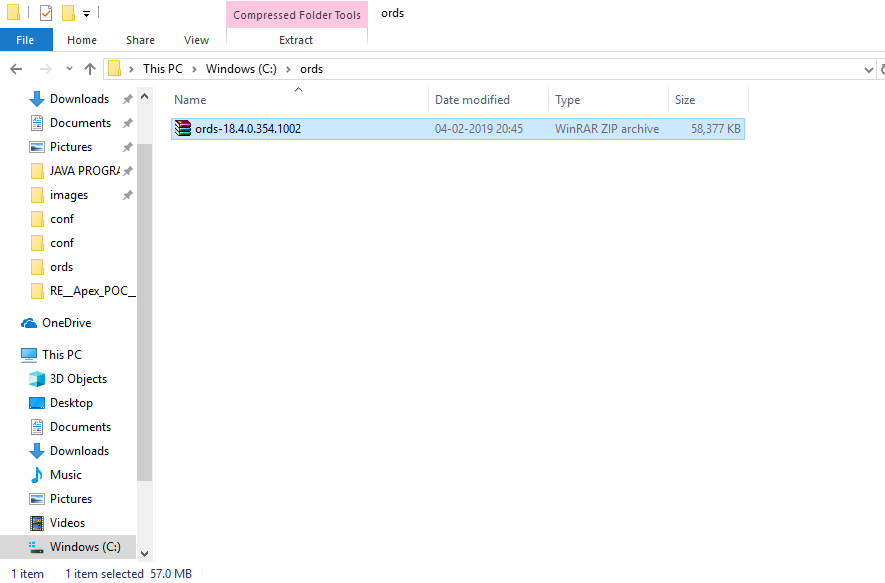 Compressed Folder Tools ords
File Home Share View Extract
This PC Windows (C:) ords
Name Date modified Type Size
ords-18.4.0.354.1002 04-02-2019 20:45 WinRAR ZIP archive 58,377 KB
Downloads
Documents
Pictures
JAVA PROGRA
images
conf
conf
ords
RE__Apex_POC__
OneDrive
This PC
3D Objects
Desktop
Documents
Downloads
Music
Pictures
Videos
Windows (C:)
1 item 1 item selected 57.0 MB